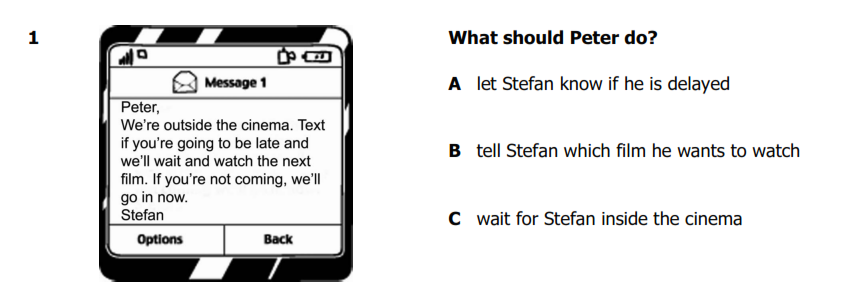 1
Message 1
Peter,
We're outside the cinema. Text
if you're going to be late and
we'll wait and watch the next
film. If you're not coming, we'll
go in now.
Stefan
Options Back
What should Peter do?
A let Stefan know if he is delayed
B tell Stefan which film he wants to watch
C wait for Stefan inside the cinema